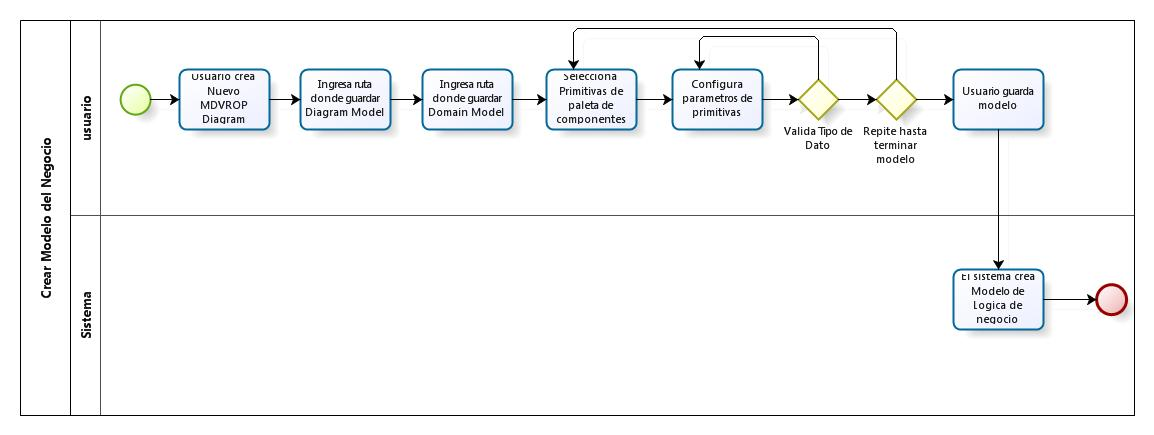 Crear Modelo del Negocio
usuario
Usuario crea
Nuevo
MDVROP
Diagram
Ingresa ruta
donde guardar
Diagram Model
Ingresa ruta
donde guardar
Domain Model
Selecciona
Primitivas de
paleta de
componentes
Configura
parametros de
primitivas
Valida Tipo de
Dato
Repite hasta
terminar
modelo
Usuario guarda
modelo
Sistema
El sistema crea
Modelo de
Logica de
negocio